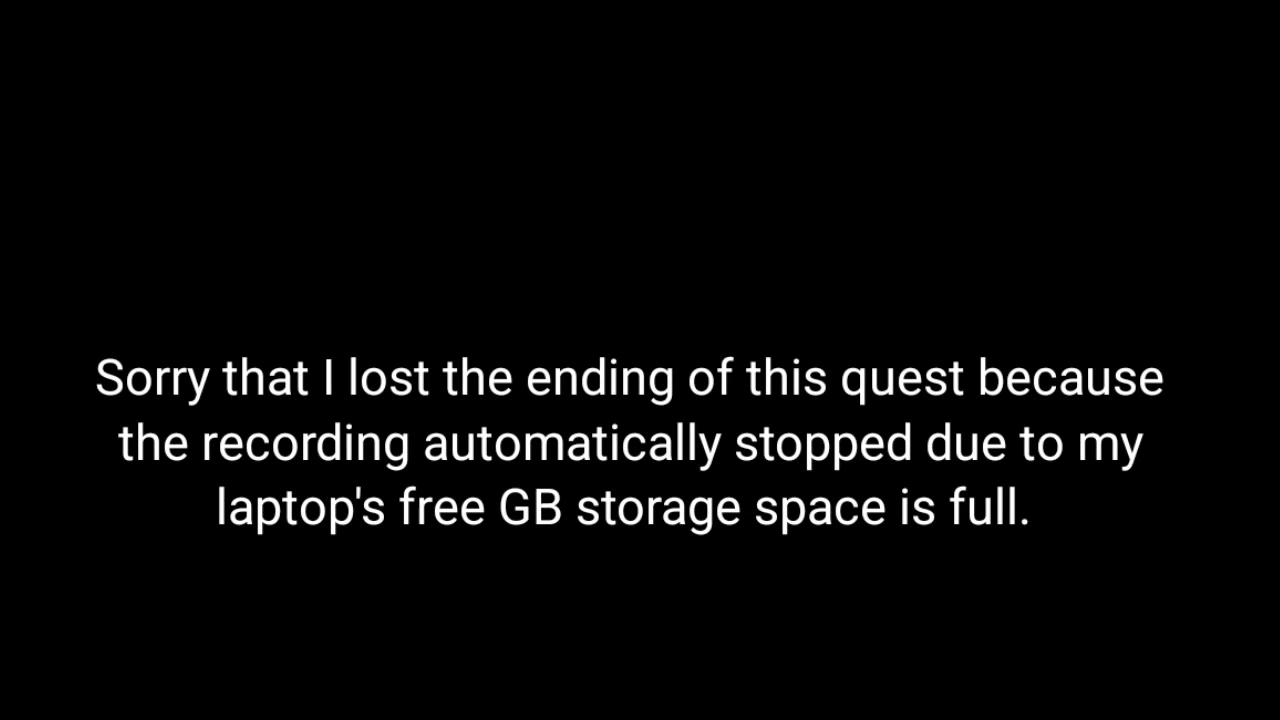 Sorry that I lost the ending of this quest because
the recording automatically stopped due to my
laptop's free GB storage space is full.